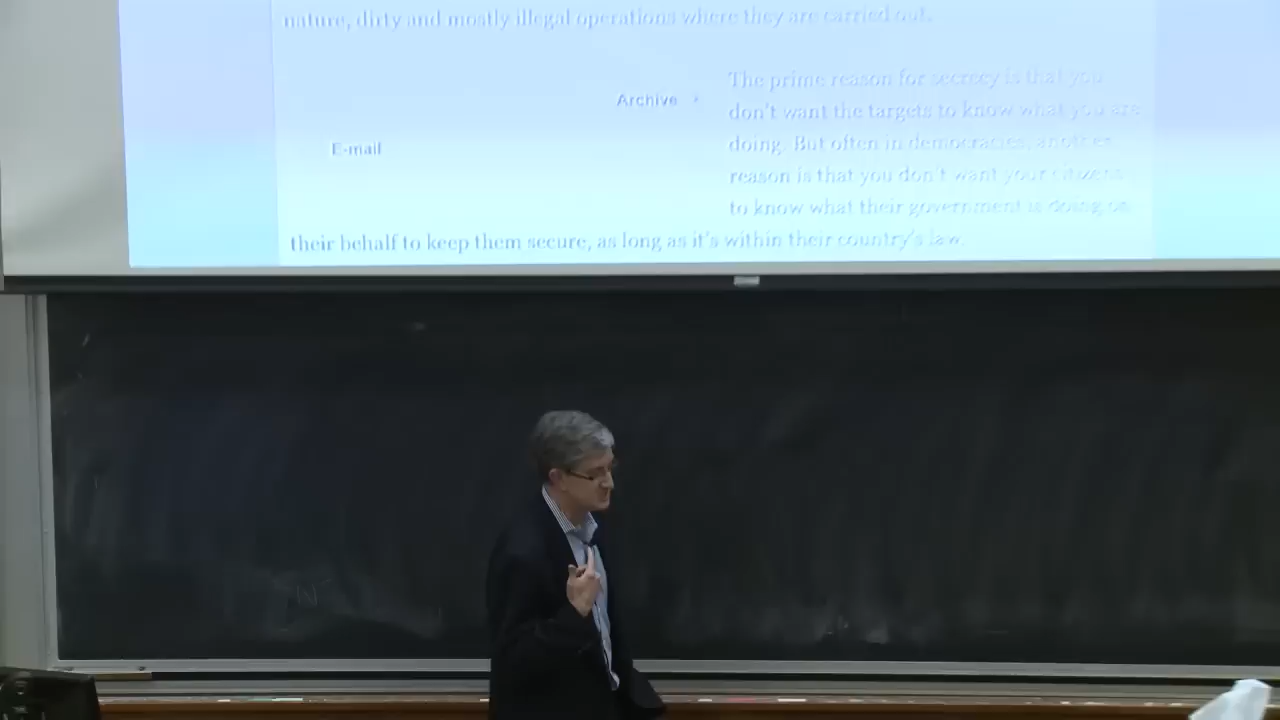 nature, dirty and mostly illegal operations where they are carried out.
The prime reason for secrecy is that you
Archive
don't want the targets to know what you are
doing. But often in democracies, another
E-mail
reason is that you don't want your citizens
to know what their government is doing on
their behalf to keep them secure, as long as it's within their country's law.